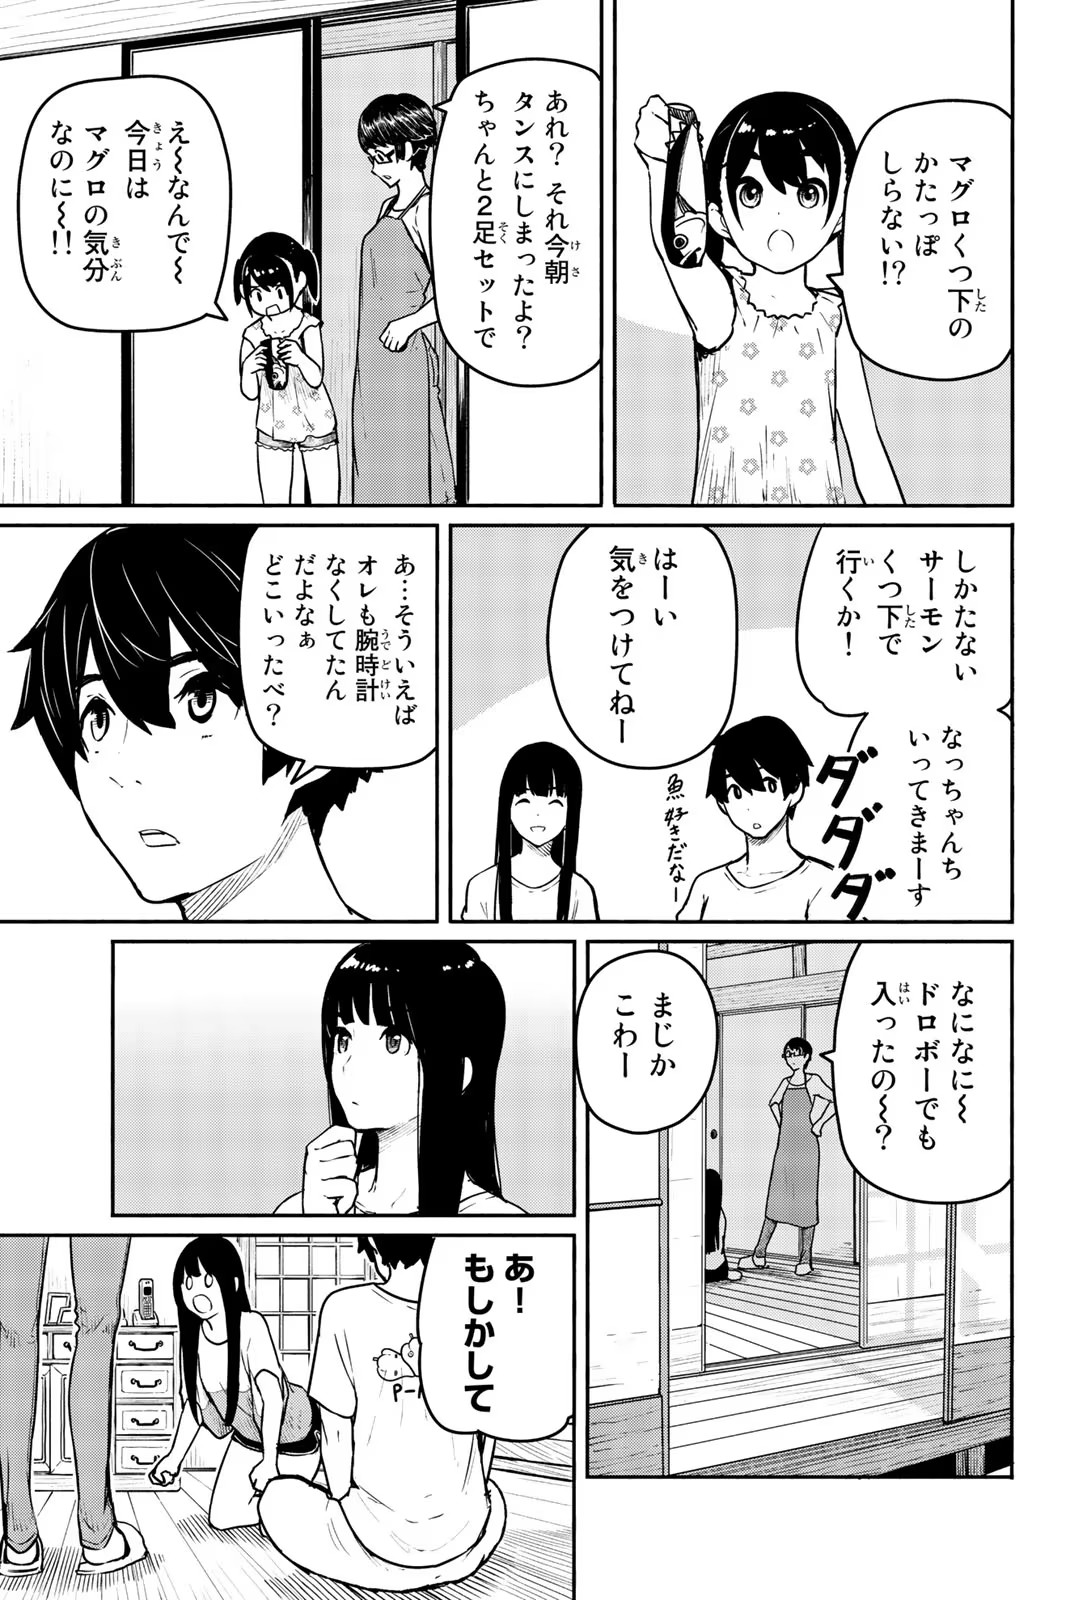 マグロくつ下の
かたっぽ
しらない!?
あれ？それ今朝
タンスにしまったよ？
ちゃんと2足セットで
え〜なんで〜
今日は
マグロの気分
なのに〜!!
しかたない
サーモン
くつ下で
行くか！
なっちゃんち
いってきまーす
ダダダダ
はーい
気をつけてねー
魚好きだなー
あ…そういえば
オレも腕時計
なくしてたん
だよなぁ
どこいったべ？
なになに〜
ドロボーでも
入ったの〜？
まじか
こわー
あ！
もしかして
P-